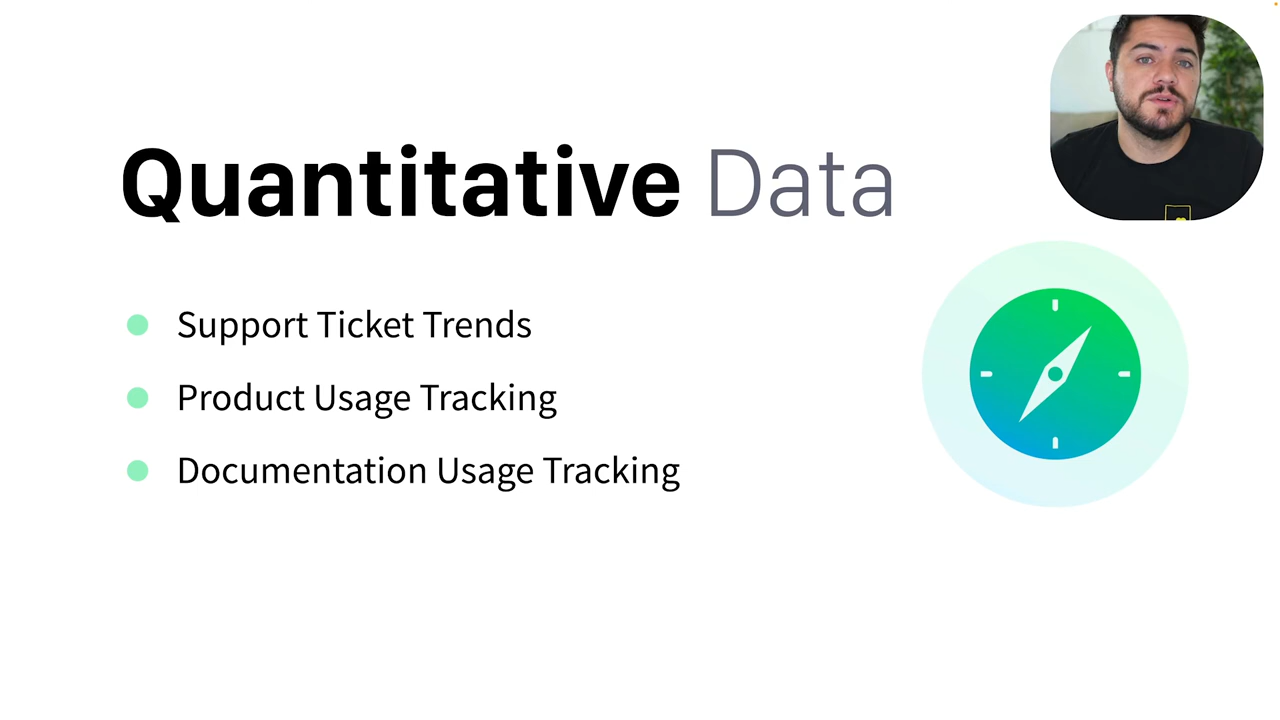 Quantitative Data
Support Ticket Trends
Product Usage Tracking
Documentation Usage Tracking